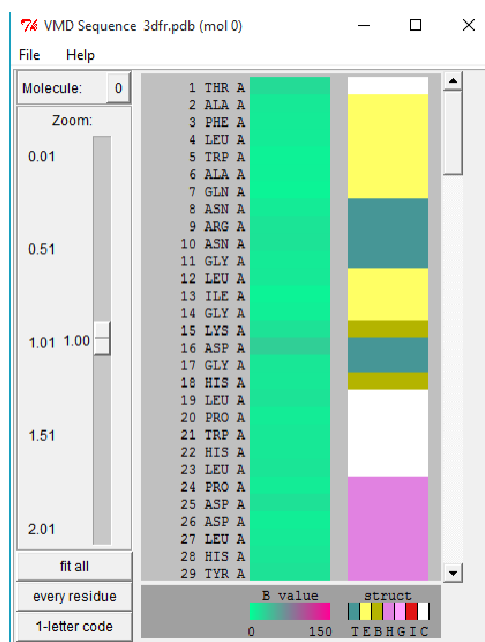 VMD Sequence 3dfr.pdb (mol 0)
File Help
Molecule: 0
Zoom:
0.01
0.51
1.01 1.00
1.51
2.01
fit all
every residue
1-letter code
1 THR A
2 ALA A
3 PHE A
4 LEU A
5 TRP A
6 ALA A
7 GLN A
8 ASN A
9 ARG A
10 ASN A
11 GLY A
12 LEU A
13 ILE A
14 GLY A
15 LYS A
16 ASP A
17 GLY A
18 HIS A
19 LEU A
20 PRO A
21 TRP A
22 HIS A
23 LEU A
24 PRO A
25 ASP A
26 ASP A
27 LEU A
28 HIS A
29 TYR A
B value struct
0 150 T E B H G I C